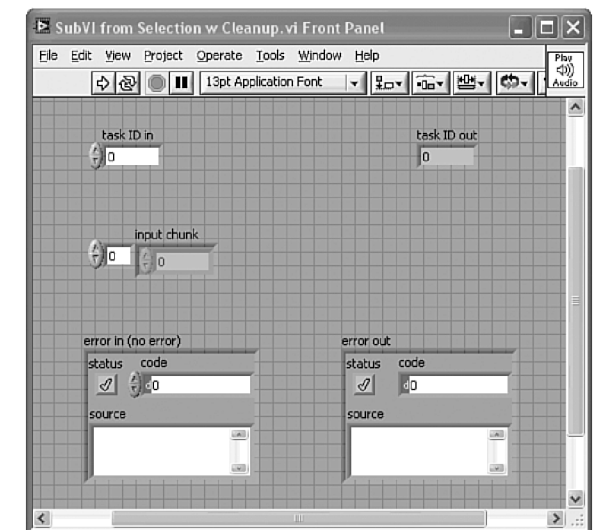 SubVI from Selection w Cleanup.vi Front Panel
File Edit View Project Operate Tools Window Help
Play
Audio
13pt Application Font
task ID in
task ID out
0
0
input chunk
0
0
error in (no error)
error out
status code
status code
d0
d0
source
source